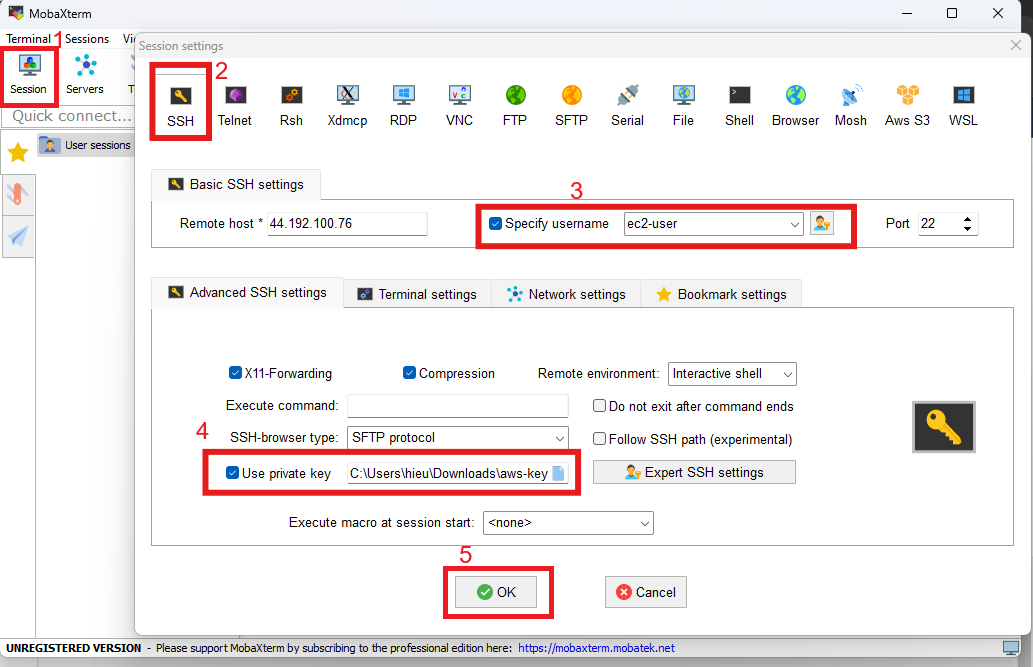 MobaXterm
Terminal 1 Sessions
Session settings
Session
Servers
2
SSH
Telnet
Rsh
Xdmcp
RDP
VNC
FTP
SFTP
Serial
File
Shell
Browser
Mosh
Aws S3
WSL
Quick connect...
User sessions
Basic SSH settings
3
Remote host * 44.192.100.76
Specify username ec2-user
Port 22
Advanced SSH settings
Terminal settings
Network settings
Bookmark settings
X11-Forwarding
Compression
Remote environment: Interactive shell
Execute command:
Do not exit after command ends
4
SSH-browser type: SFTP protocol
Follow SSH path (experimental)
Use private key C:\Users\hieu\Downloads\aws-key
Expert SSH settings
Execute macro at session start: <none>
5
OK
Cancel
UNREGISTERED VERSION - Please support MobaXterm by subscribing to the professional edition here: https://mobaxterm.mobatek.net